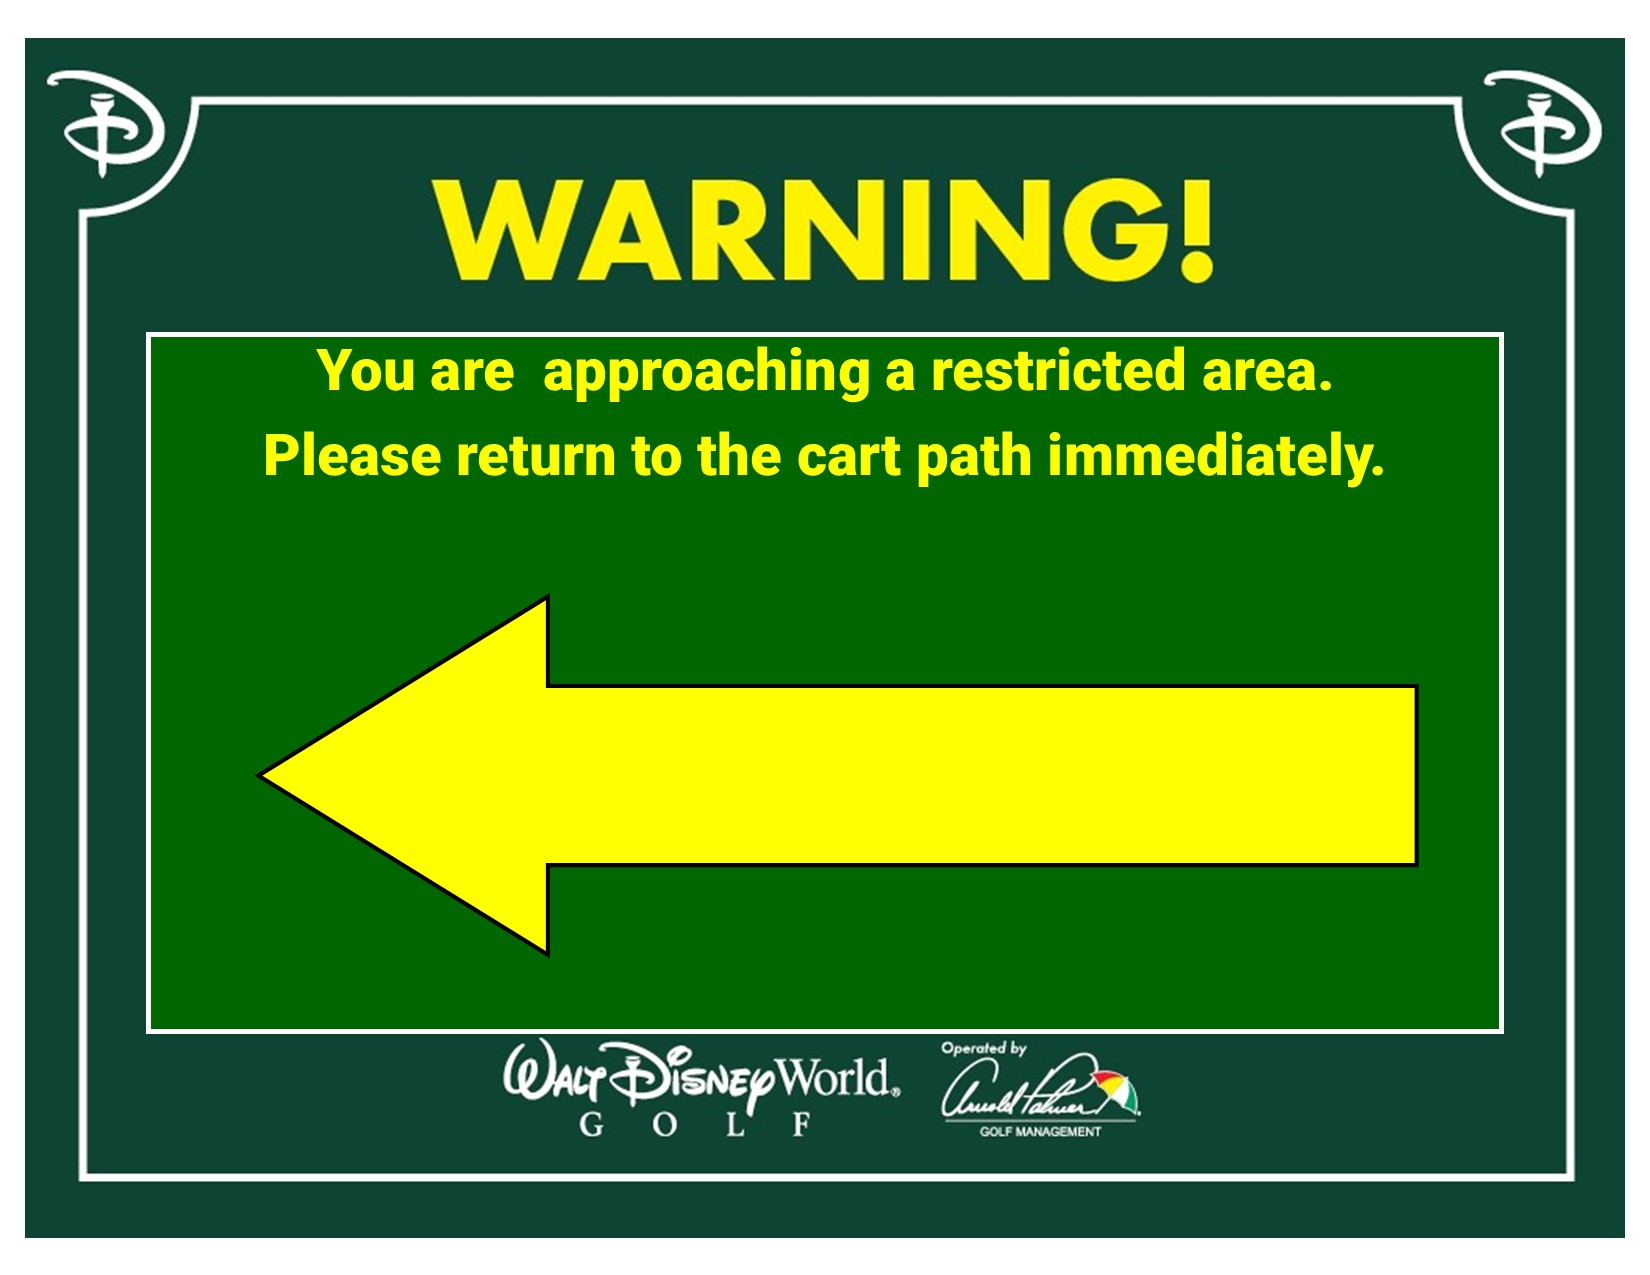 WARNING!
You are  approaching a restricted area.
Please return to the cart path immediately.
WALT DISNEY World®
GOLF
Operated by
Arnold Palmer
GOLF MANAGEMENT